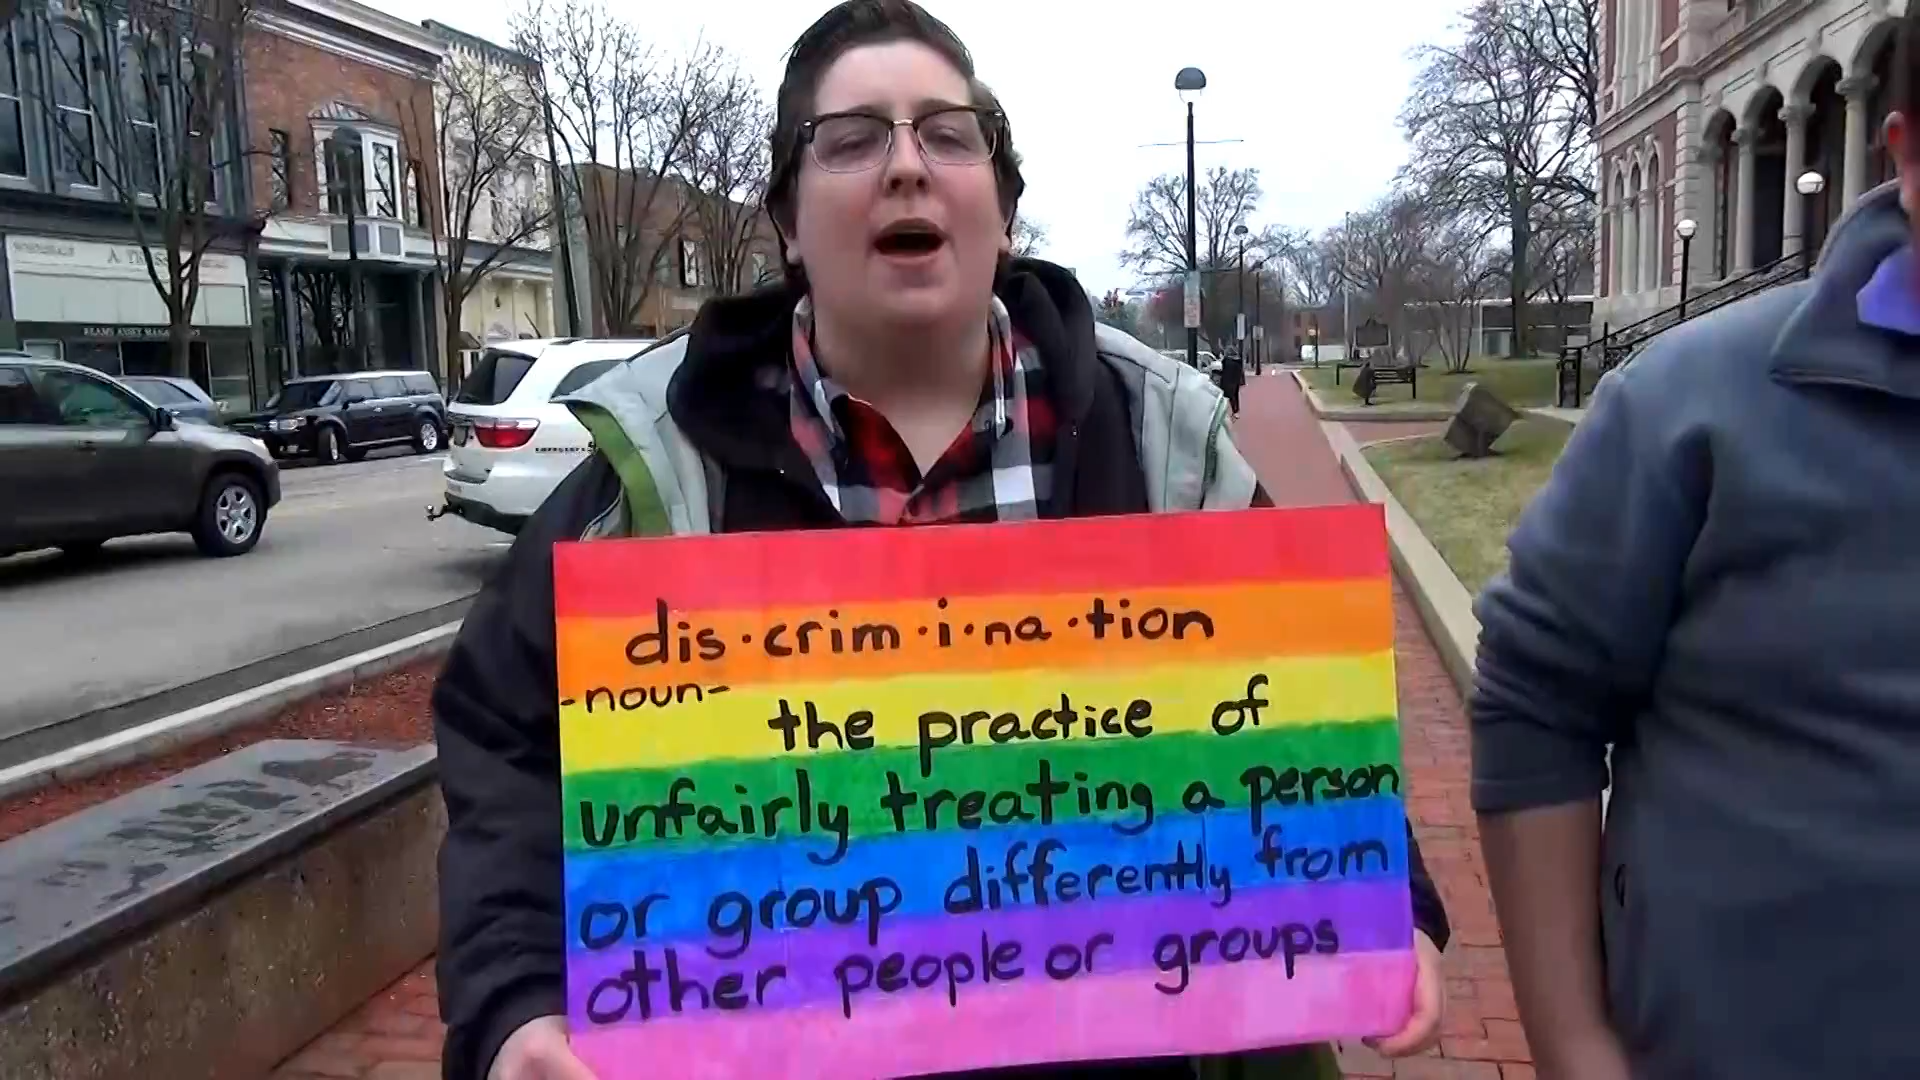 dis·crim·i·na·tion
-noun-
the practice of
unfairly treating a person
or group differently from
other people or groups